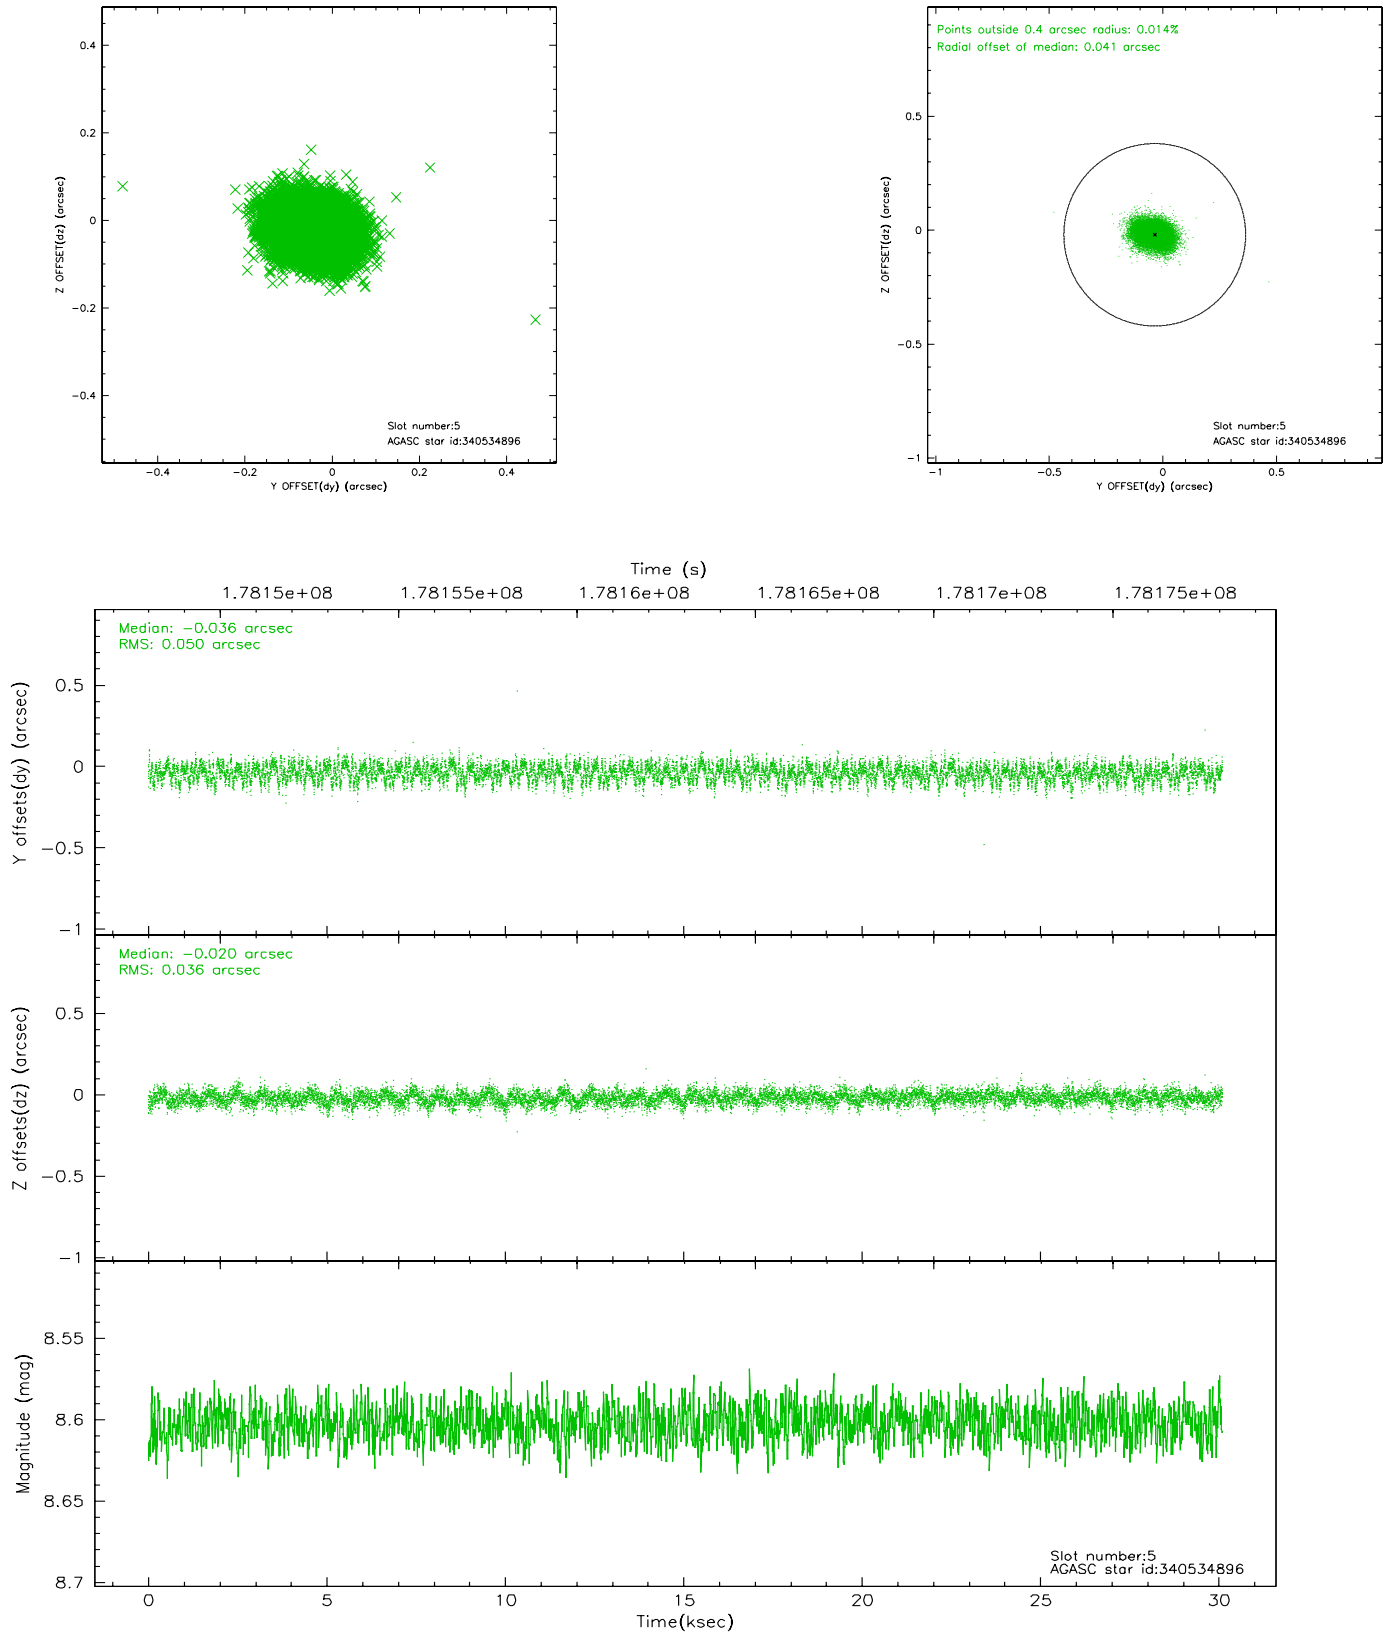 0.4
0.2
0
−0.2
−0.4
Z OFFSET(dz) (arcsec)
Slot number:5
AGASC star id:340534896
−0.4 −0.2 0 0.2 0.4
Y OFFSET(dy) (arcsec)
Points outside 0.4 arcsec radius: 0.014%
Radial offset of median: 0.041 arcsec
0.5
0
−0.5
−1
Z OFFSET(dz) (arcsec)
Slot number:5
AGASC star id:340534896
−1 −0.5 0 0.5
Y OFFSET(dy) (arcsec)
Time (s)
1.7815e+08 1.78155e+08 1.7816e+08 1.78165e+08 1.7817e+08 1.78175e+08
Median: −0.036 arcsec
RMS: 0.050 arcsec
0.5
0
−0.5
−1
Y offsets(dy) (arcsec)
Median: −0.020 arcsec
RMS: 0.036 arcsec
0.5
0
−0.5
−1
Z offsets(dz) (arcsec)
8.55
8.6
8.65
8.7
Magnitude (mag)
Slot number:5
AGASC star id:340534896
0 5 10 15 20 25 30
Time(ksec)